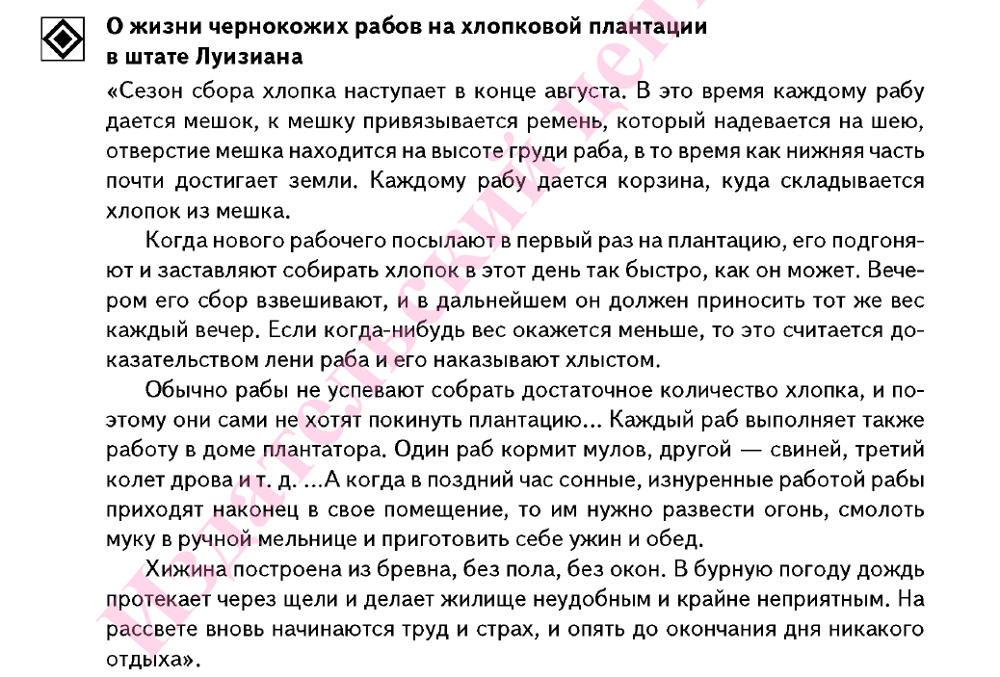 О жизни чернокожих рабов на хлопковой плантации
в штате Луизиана
«Сезон сбора хлопка наступает в конце августа. В это время каждому рабу
дается мешок, к мешку привязывается ремень, который надевается на шею,
отверстие мешка находится на высоте груди раба, в то время как нижняя часть
почти достигает земли. Каждому рабу дается корзина, куда складывается
хлопок из мешка.
Когда нового рабочего посылают в первый раз на плантацию, его подгоня-
ют и заставляют собирать хлопок в этот день так быстро, как он может. Вече-
ром его сбор взвешивают, и в дальнейшем он должен приносить тот же вес
каждый вечер. Если когда-нибудь вес окажется меньше, то это считается до-
казательством лени раба и его наказывают хлыстом.
Обычно рабы не успевают собрать достаточное количество хлопка, и по-
этому они сами не хотят покинуть плантацию... Каждый раб выполняет также
работу в доме плантатора. Один раб кормит мулов, другой — свиней, третий
колет дрова и т. д. ...А когда в поздний час сонные, изнуренные работой рабы
приходят наконец в свое помещение, то им нужно развести огонь, смолоть
муку в ручной мельнице и приготовить себе ужин и обед.
Хижина построена из бревна, без пола, без окон. В бурную погоду дождь
протекает через щели и делает жилище неудобным и крайне неприятным. На
рассвете вновь начинаются труд и страх, и опять до окончания дня никакого
отдыха».
Издательский